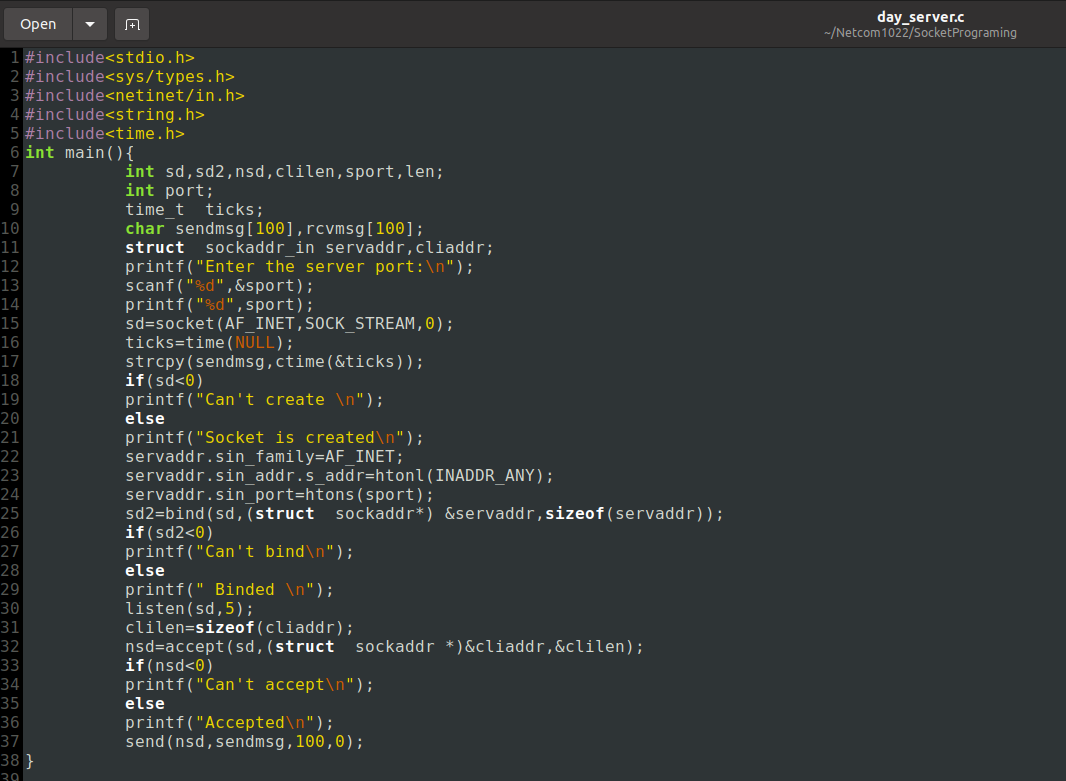 Open
day_server.c
~/Netcom1022/SocketPrograming
1 #include<stdio.h>
2 #include<sys/types.h>
3 #include<netinet/in.h>
4 #include<string.h>
5 #include<time.h>
6 int main(){
7 int sd,sd2,nsd,clilen,sport,len;
8 int port;
9 time_t  ticks;
10 char sendmsg[100],rcvmsg[100];
11 struct  sockaddr_in servaddr,cliaddr;
12 printf("Enter the server port:\n");
13 scanf("%d",&sport);
14 printf("%d",sport);
15 sd=socket(AF_INET,SOCK_STREAM,0);
16 ticks=time(NULL);
17 strcpy(sendmsg,ctime(&ticks));
18 if(sd<0)
19 printf("Can't create \n");
20 else
21 printf("Socket is created\n");
22 servaddr.sin_family=AF_INET;
23 servaddr.sin_addr.s_addr=htonl(INADDR_ANY);
24 servaddr.sin_port=htons(sport);
25 sd2=bind(sd,(struct  sockaddr*) &servaddr,sizeof(servaddr));
26 if(sd2<0)
27 printf("Can't bind\n");
28 else
29 printf(" Binded \n");
30 listen(sd,5);
31 clilen=sizeof(cliaddr);
32 nsd=accept(sd,(struct  sockaddr *)&cliaddr,&clilen);
33 if(nsd<0)
34 printf("Can't accept\n");
35 else
36 printf("Accepted\n");
37 send(nsd,sendmsg,100,0);
38 }
39